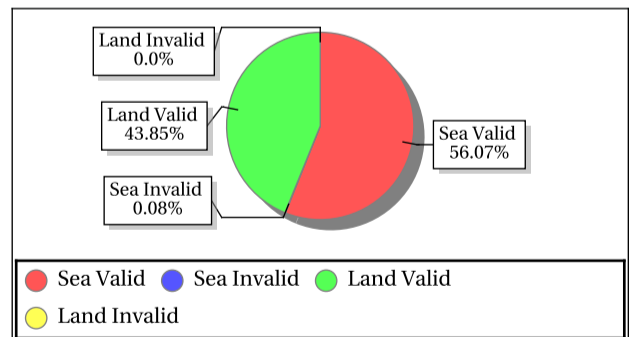 Land Invalid
0.0%
Land Valid
43.85%
Sea Valid
56.07%
Sea Invalid
0.08%
Sea Valid Sea Invalid Land Valid
Land Invalid